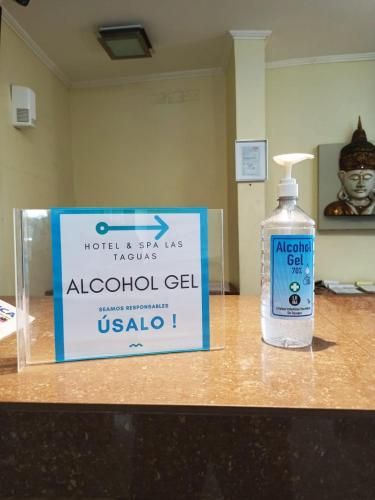 HOTEL & SPA LAS
TAGUAS
ALCOHOL GEL
SEAMOS RESPONSABLES
ÚSALO !
Alcohol
Gel
70%